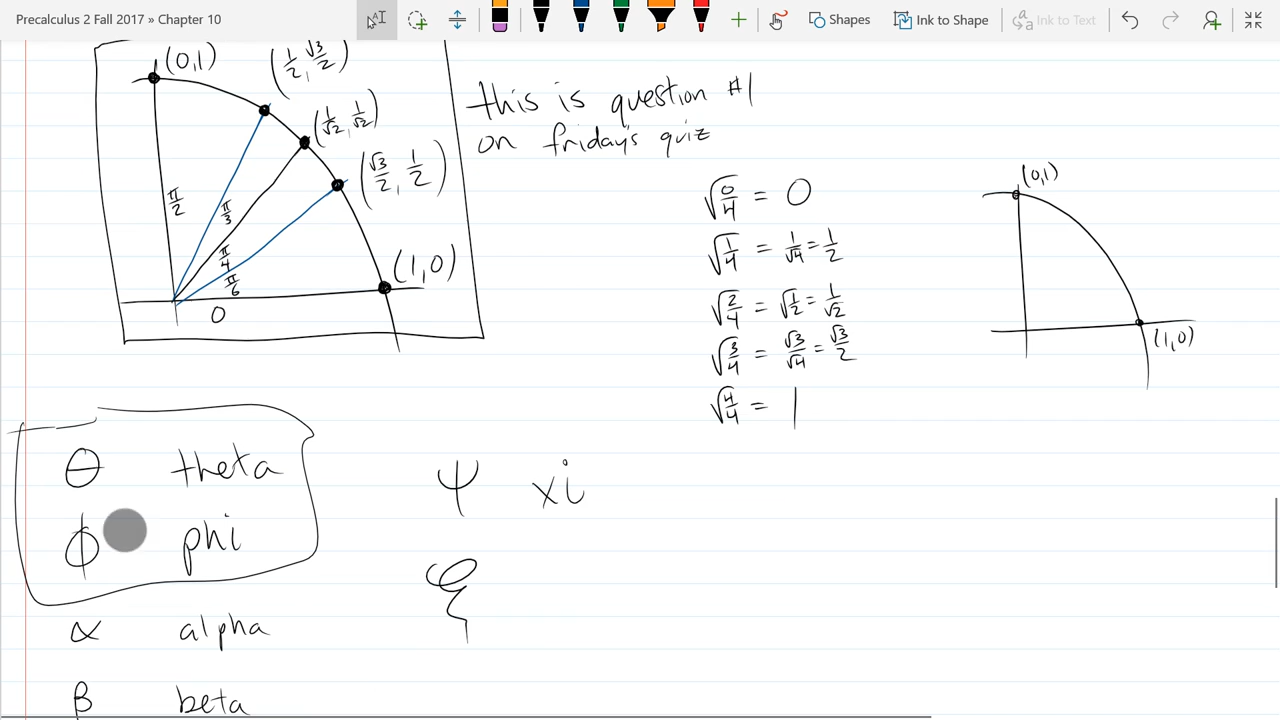 Precalculus 2 Fall 2017 » Chapter 10
Shapes
Ink to Shape
Ink to Text
(0,1)
(1/2, √3/2)
(1/√2, 1/√2)
(√3/2, 1/2)
(1,0)
π/2
π/3
π/4
π/6
0
this is question #1
on friday's quiz
√0/4 = 0
√1/4 = 1/√4 = 1/2
√2/4 = √1/2 = 1/√2
√3/4 = √3/√4 = √3/2
√4/4 = 1
(0,1)
(1,0)
θ theta
ϕ phi
α alpha
β beta
ψ xi
ξ